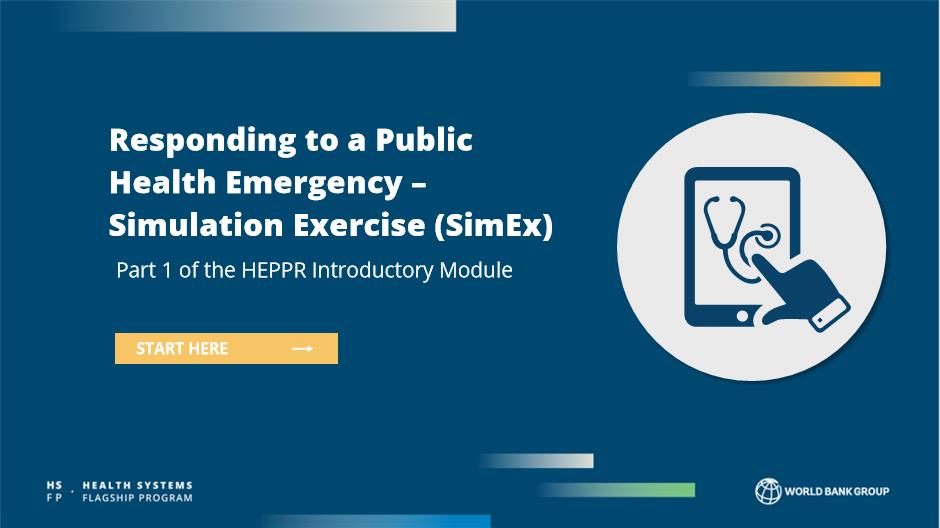 Responding to a Public
Health Emergency –
Simulation Exercise (SimEx)
Part 1 of the HEPPR Introductory Module
START HERE
HS
FP
· HEALTH SYSTEMS
FLAGSHIP PROGRAM
WORLD BANK GROUP